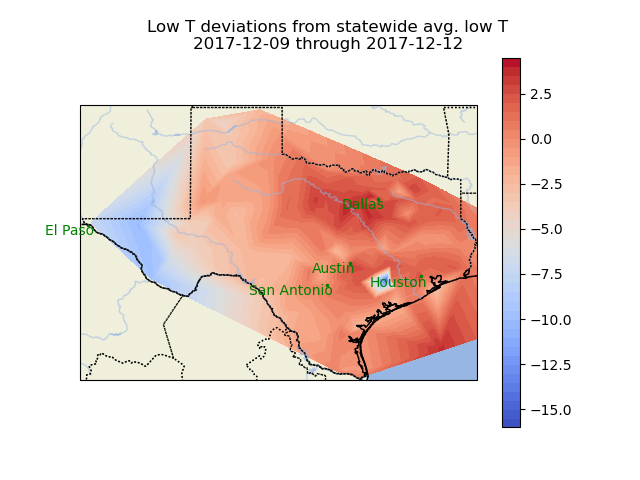 Low T deviations from statewide avg. low T
2017-12-09 through 2017-12-12
2.5
0.0
−2.5
−5.0
−7.5
−10.0
−12.5
−15.0
Dallas
El Paso
Austin
Houston
San Antonio